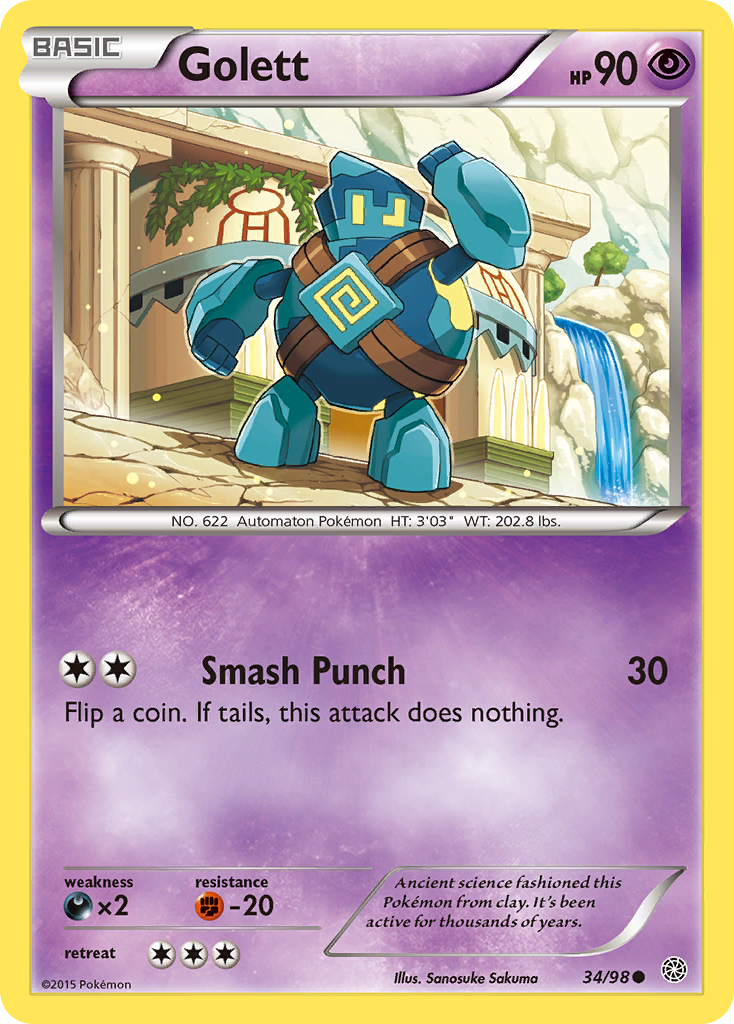 BASIC
Golett
HP 90
NO. 622 Automaton Pokémon HT: 3'03" WT: 202.8 lbs.
Smash Punch 30
Flip a coin. If tails, this attack does nothing.
weakness resistance
×2 -20
retreat
Ancient science fashioned this
Pokémon from clay. It's been
active for thousands of years.
©2015 Pokémon Illus. Sanosuke Sakuma 34/98